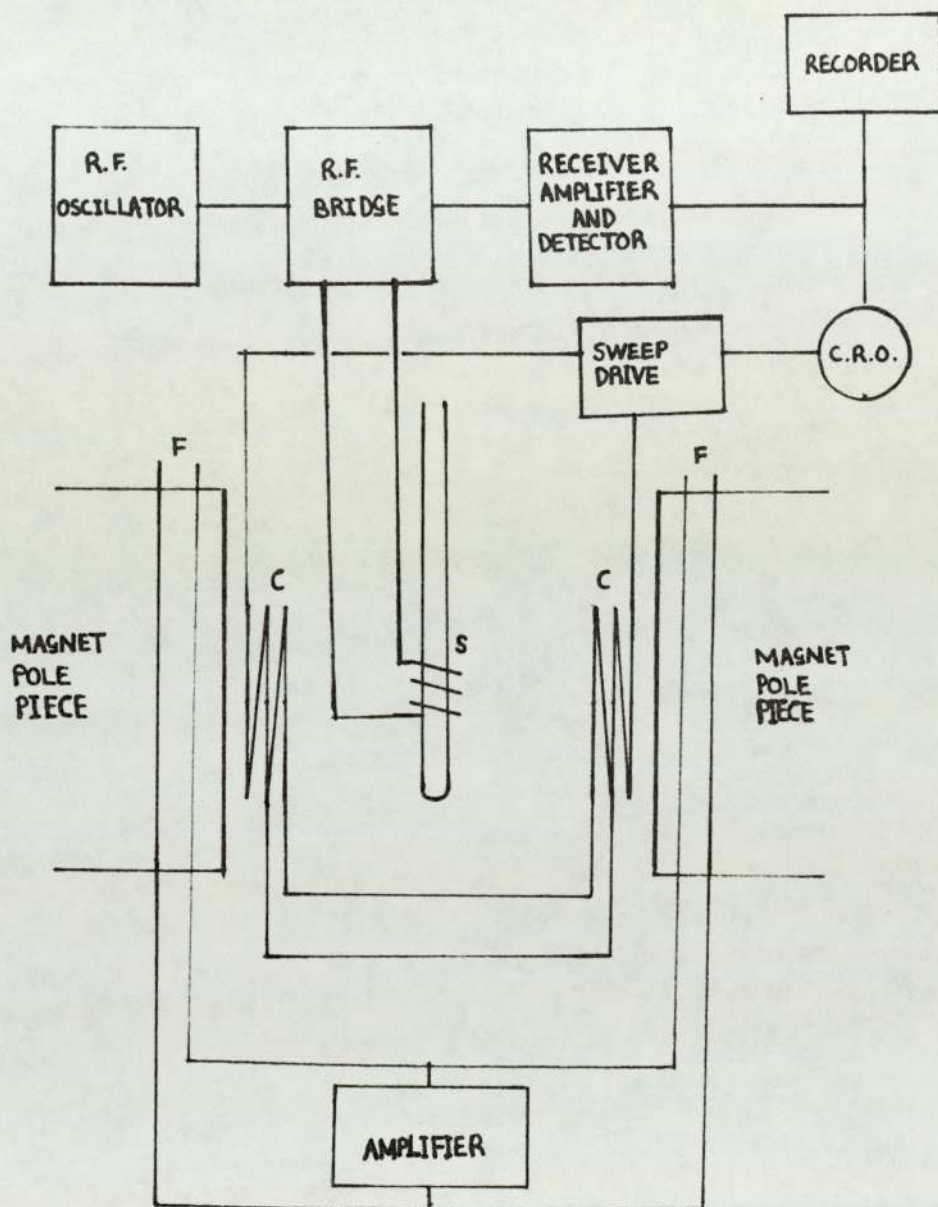 RECORDER
R.F.
OSCILLATOR
R.F.
BRIDGE
RECEIVER
AMPLIFIER
AND
DETECTOR
SWEEP
DRIVE
C.R.O.
F
F
C
C
S
MAGNET
POLE
PIECE
MAGNET
POLE
PIECE
AMPLIFIER